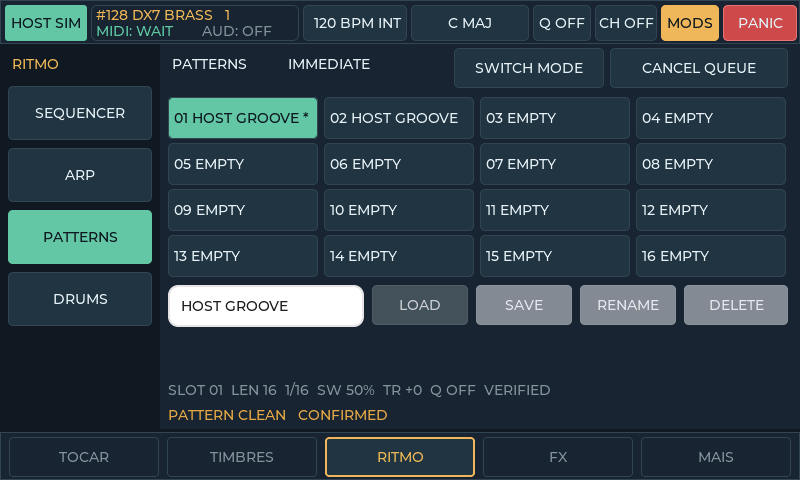 HOST SIM
#128 DX7 BRASS 1
MIDI: WAIT AUD: OFF
120 BPM INT
C MAJ
Q OFF
CH OFF
MODS
PANIC
RITMO
PATTERNS IMMEDIATE
SWITCH MODE
CANCEL QUEUE
SEQUENCER
ARP
PATTERNS
DRUMS
01 HOST GROOVE *
02 HOST GROOVE
03 EMPTY
04 EMPTY
05 EMPTY
06 EMPTY
07 EMPTY
08 EMPTY
09 EMPTY
10 EMPTY
11 EMPTY
12 EMPTY
13 EMPTY
14 EMPTY
15 EMPTY
16 EMPTY
HOST GROOVE
LOAD
SAVE
RENAME
DELETE
SLOT 01 LEN 16 1/16 SW 50% TR +0 Q OFF VERIFIED
PATTERN CLEAN CONFIRMED
TOCAR
TIMBRES
RITMO
FX
MAIS